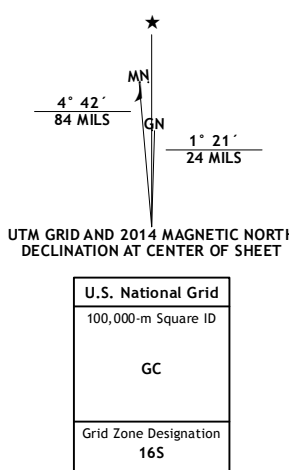 MN
4° 42´
84 MILS
GN
1° 21´
24 MILS
UTM GRID AND 2014 MAGNETIC NORTH
DECLINATION AT CENTER OF SHEET
U.S. National Grid
100,000-m Square ID
GC
Grid Zone Designation
16S